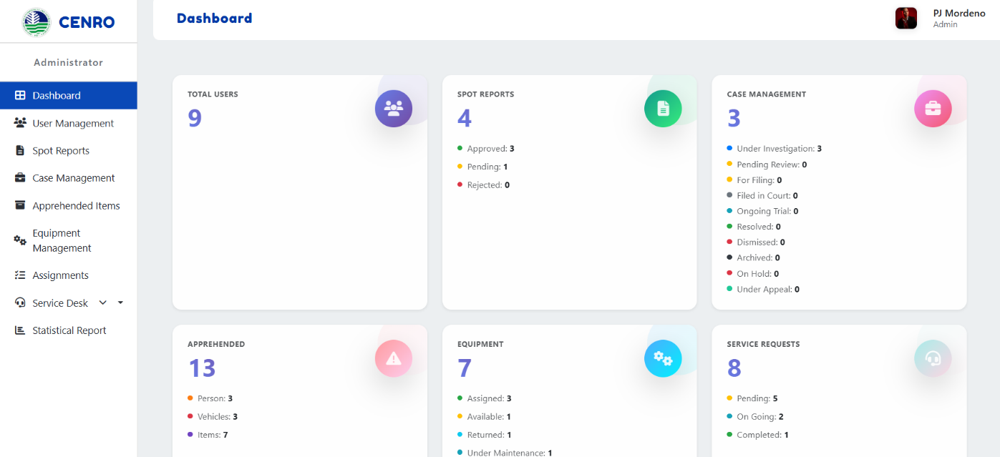 CENRO
Dashboard
PJ Mordeno
Admin
Administrator
Dashboard
User Management
Spot Reports
Case Management
Apprehended Items
Equipment
Management
Assignments
Service Desk
Statistical Report
TOTAL USERS
9
SPOT REPORTS
4
Approved: 3
Pending: 1
Rejected: 0
CASE MANAGEMENT
3
Under Investigation: 3
Pending Review: 0
For Filing: 0
Filed in Court: 0
Ongoing Trial: 0
Resolved: 0
Dismissed: 0
Archived: 0
On Hold: 0
Under Appeal: 0
APPREHENDED
13
Person: 3
Vehicles: 3
Items: 7
EQUIPMENT
7
Assigned: 3
Available: 1
Returned: 1
Under Maintenance: 1
SERVICE REQUESTS
8
Pending: 5
On Going: 2
Completed: 1